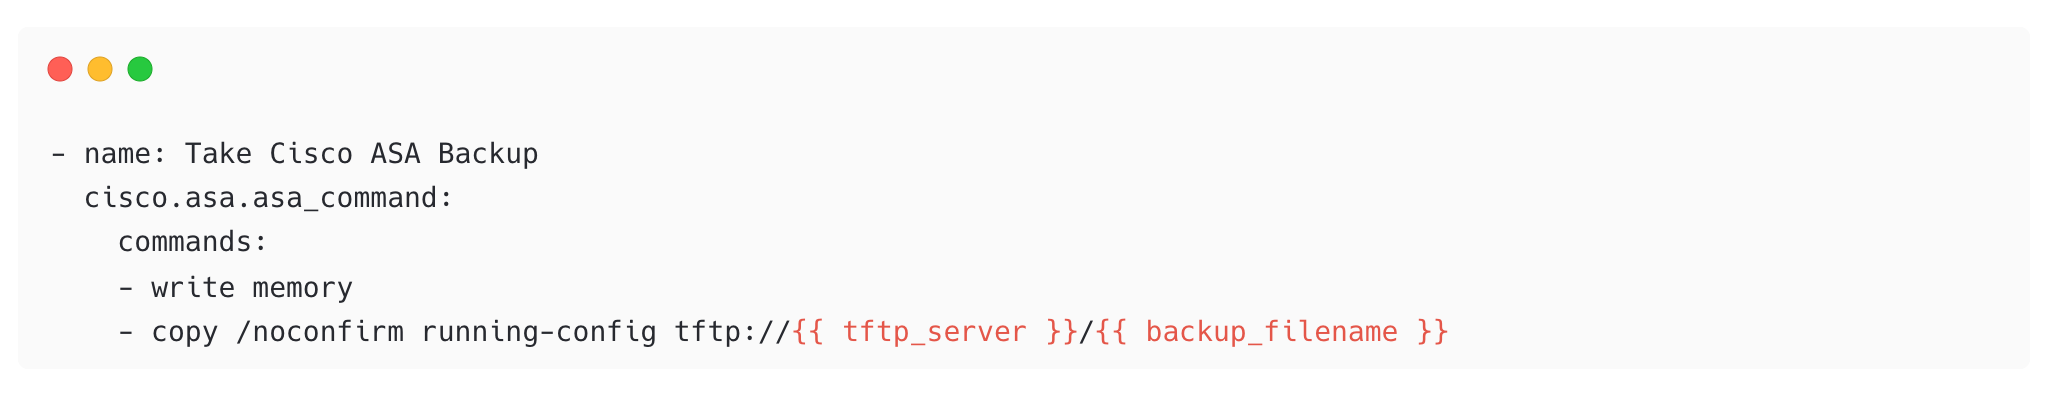 - name: Take Cisco ASA Backup
  cisco.asa.asa_command:
    commands:
    - write memory
    - copy /noconfirm running-config tftp://{{ tftp_server }}/{{ backup_filename }}